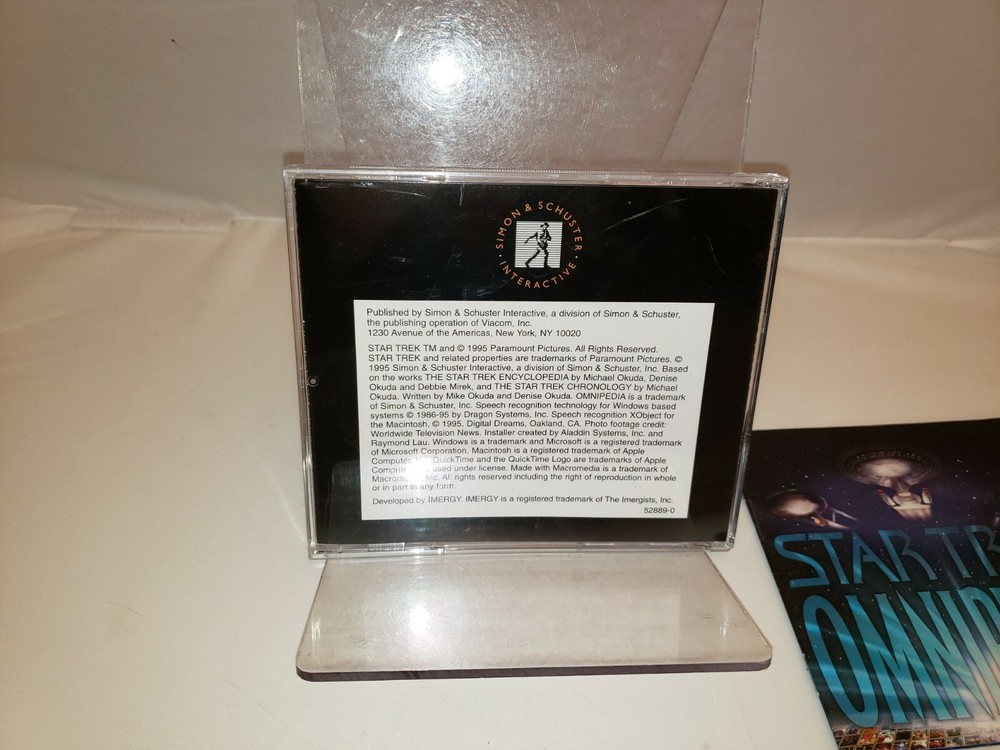 SIMON & SCHUSTER
INTERACTIVE
Published by Simon & Schuster Interactive, a division of Simon & Schuster,
the publishing operation of Viacom, Inc.
1230 Avenue of the Americas, New York, NY 10020
STAR TREK TM and © 1995 Paramount Pictures. All Rights Reserved.
STAR TREK and related properties are trademarks of Paramount Pictures. ©
1995 Simon & Schuster Interactive, a division of Simon & Schuster, Inc. Based
on the works THE STAR TREK ENCYCLOPEDIA by Michael Okuda, Denise
Okuda and Debbie Mirek, and THE STAR TREK CHRONOLOGY by Michael
Okuda. Written by Mike Okuda and Denise Okuda. OMNIPEDIA is a trademark
of Simon & Schuster, Inc. Speech recognition technology for Windows based
systems © 1986-95 by Dragon Systems, Inc. Speech recognition XObject for
the Macintosh, © 1995, Digital Dreams, Oakland, CA. Photo footage credit:
Worldwide Television News. Installer created by Aladdin Systems, Inc. and
Raymond Lau. Windows is a trademark and Microsoft is a registered trademark
of Microsoft Corporation. Macintosh is a registered trademark of Apple
Computer, QuickTime and the QuickTime Logo are trademarks of Apple
used under license. Made with Macromedia is a trademark of
Inc. All rights reserved including the right of reproduction in whole
or in part in any form.
Developed by IMERGY. IMERGY is a registered trademark of The Imergists, Inc.
52889-0
STAR TR
OMNIP